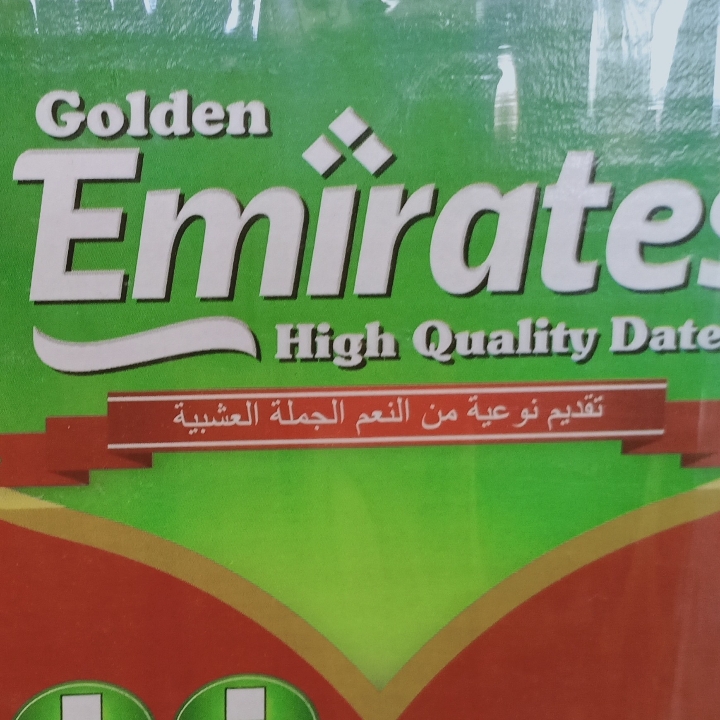 Golden
Emirates
High Quality Date
تقديم نوعية من النعم الجملة العشبية